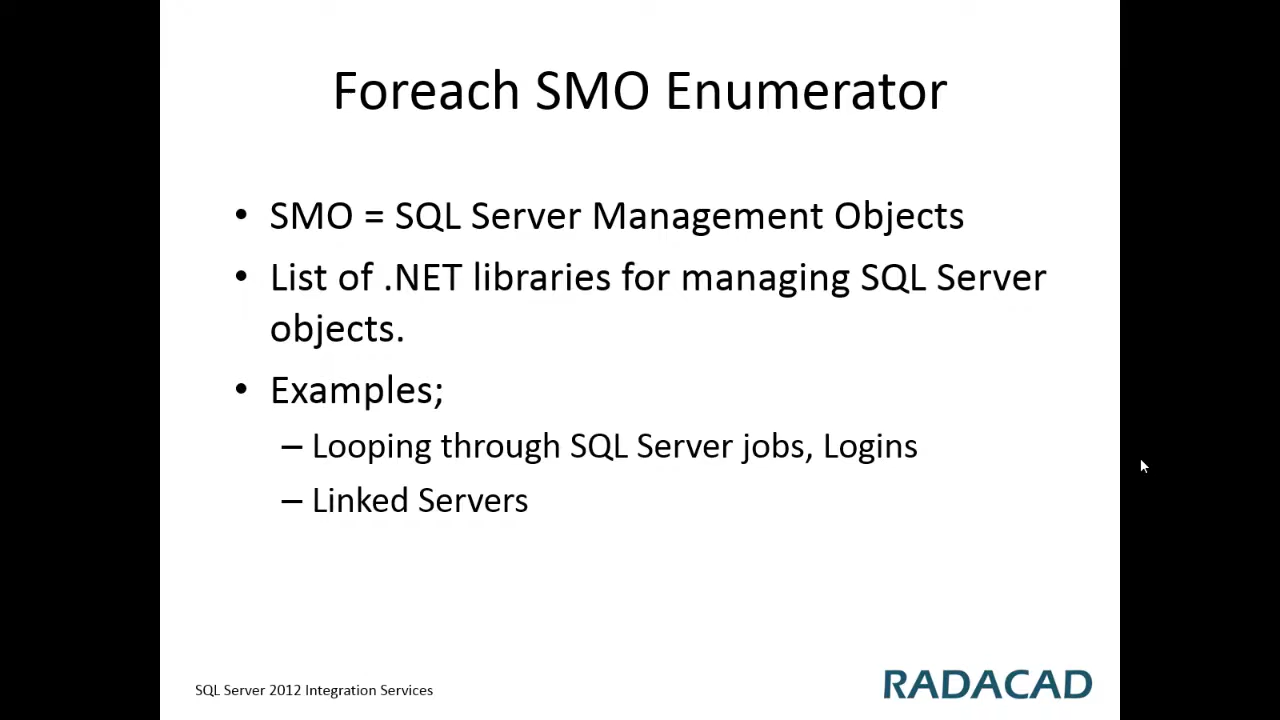 Foreach SMO Enumerator
• SMO = SQL Server Management Objects
• List of .NET libraries for managing SQL Server
objects.
• Examples;
– Looping through SQL Server jobs, Logins
– Linked Servers
SQL Server 2012 Integration Services
RADACAD